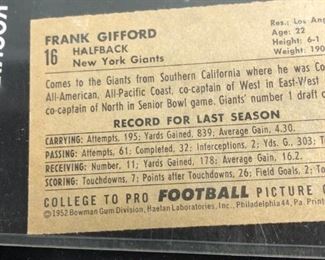 FRANK GIFFORD
16 HALFBACK
New York Giants
Res.: Los Ang
Age: 22
Height: 6-1
Weight: 190
Comes to the Giants from Southern California where he was Co
All-American, All-Pacific Coast, co-captain of West in East-We
co-captain of North in Senior Bowl game. Giants' number 1 draft c
RECORD FOR LAST SEASON
CARRYING: Attempts, 195; Yards Gained, 839; Average Gain, 4.30.
PASSING: Attempts, 61; Completed, 32; Interceptions, 2; Yds. G., 303; T
RECEIVING: Number, 11; Yards Gained, 178; Average Gain, 16.2.
SCORING: Touchdowns, 7; Points after Touchdowns, 26; Field Goals,
COLLEGE TO PRO FOOTBALL PICTURE
©1952 Bowman Gum Division, Haelan Laboratories, Inc., Philadelphia 44, Pa. Printe